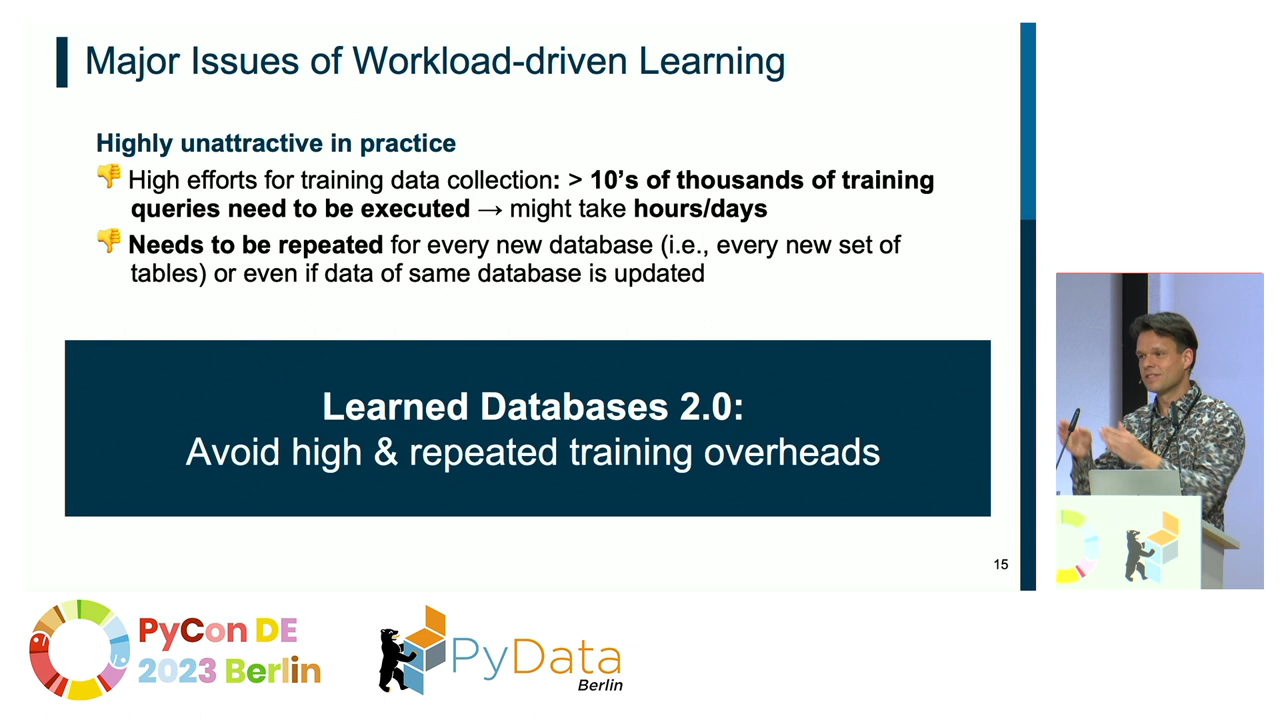 Major Issues of Workload-driven Learning
Highly unattractive in practice
👎 High efforts for training data collection: > 10’s of thousands of training
queries need to be executed → might take hours/days
👎 Needs to be repeated for every new database (i.e., every new set of
tables) or even if data of same database is updated
Learned Databases 2.0:
Avoid high & repeated training overheads
15
PyCon DE
2023 Berlin
PyData
Berlin